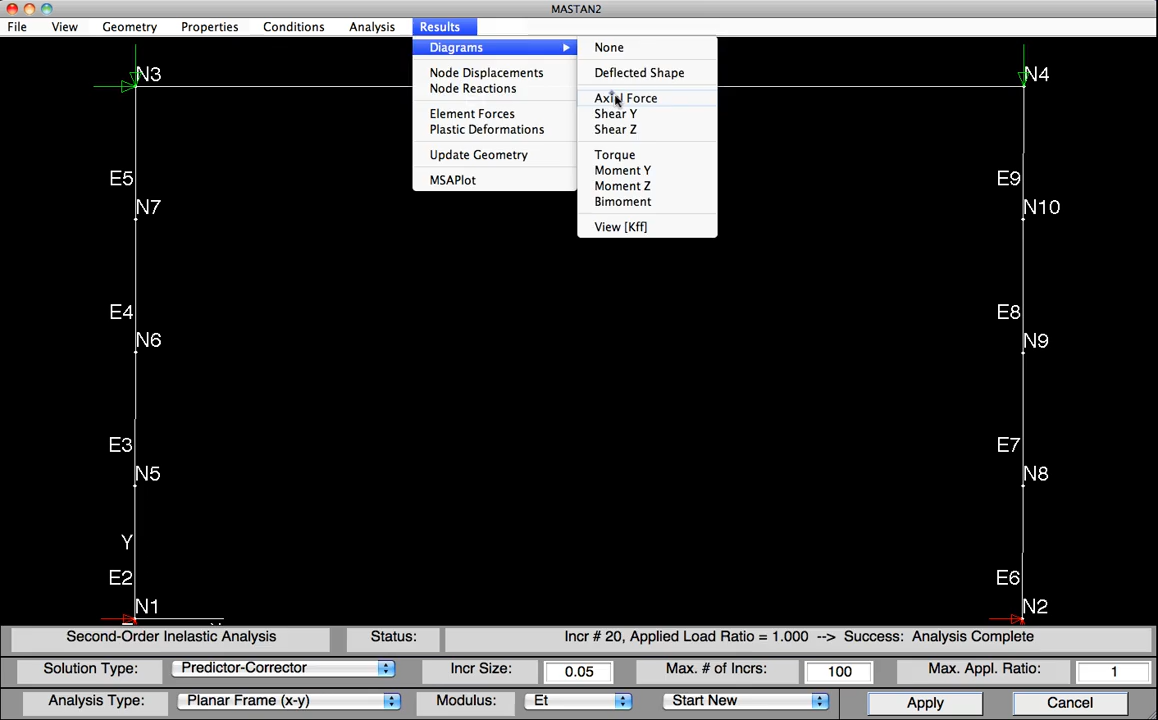 MASTAN2
File View Geometry Properties Conditions Analysis Results
Diagrams
Node Displacements
Node Reactions
Element Forces
Plastic Deformations
Update Geometry
MSAPlot
None
Deflected Shape
Axial Force
Shear Y
Shear Z
Torque
Moment Y
Moment Z
Bimoment
View [Kff]
N3 N4
E5 E9
N7 N10
E4 E8
N6 N9
E3 E7
N5 N8
Y
E2 E6
N1 N2
Second-Order Inelastic Analysis Status: Incr # 20, Applied Load Ratio = 1.000 --> Success: Analysis Complete
Solution Type: Predictor-Corrector Incr Size: 0.05 Max. # of Incrs: 100 Max. Appl. Ratio: 1
Analysis Type: Planar Frame (x-y) Modulus: Et Start New Apply Cancel